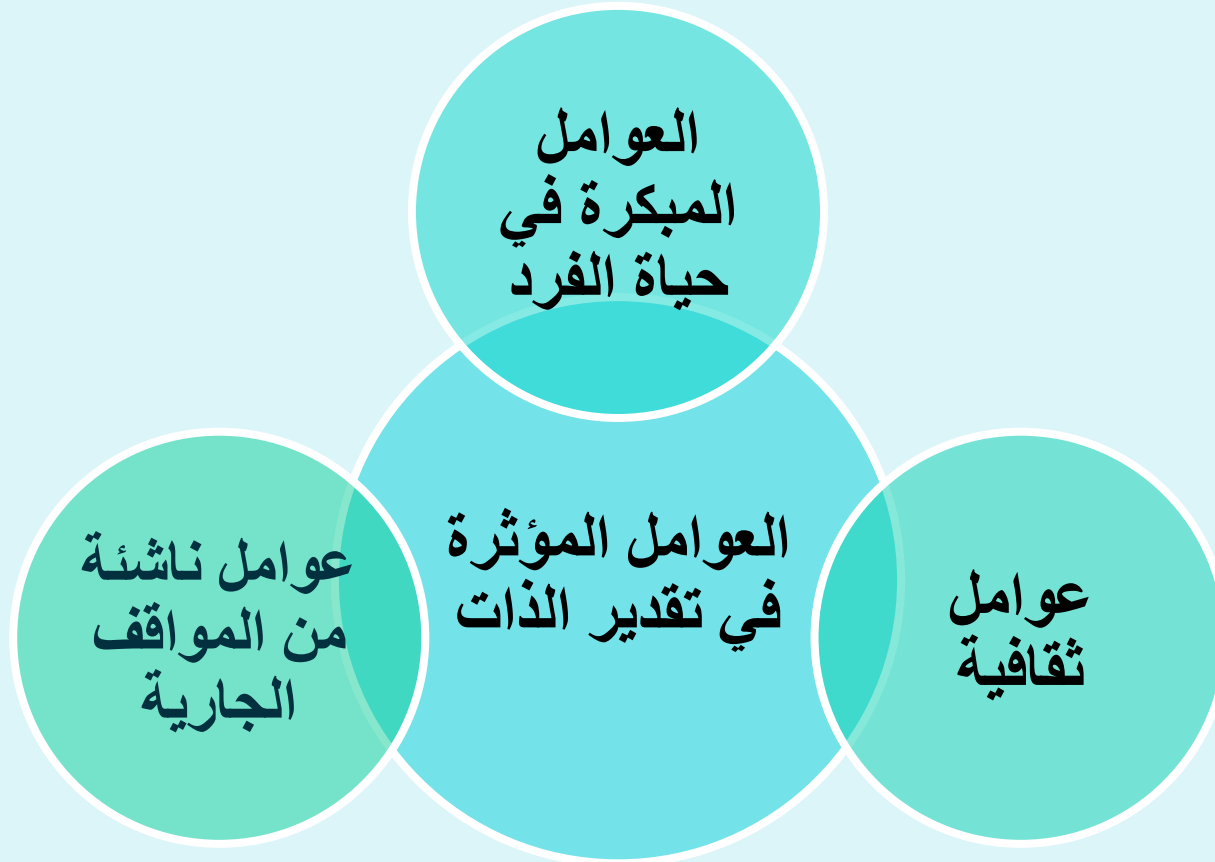 العوامل
المبكرة في
حياة الفرد
العوامل المؤثرة
في تقدير الذات
عوامل
ثقافية
عوامل ناشئة
من المواقف
الجارية